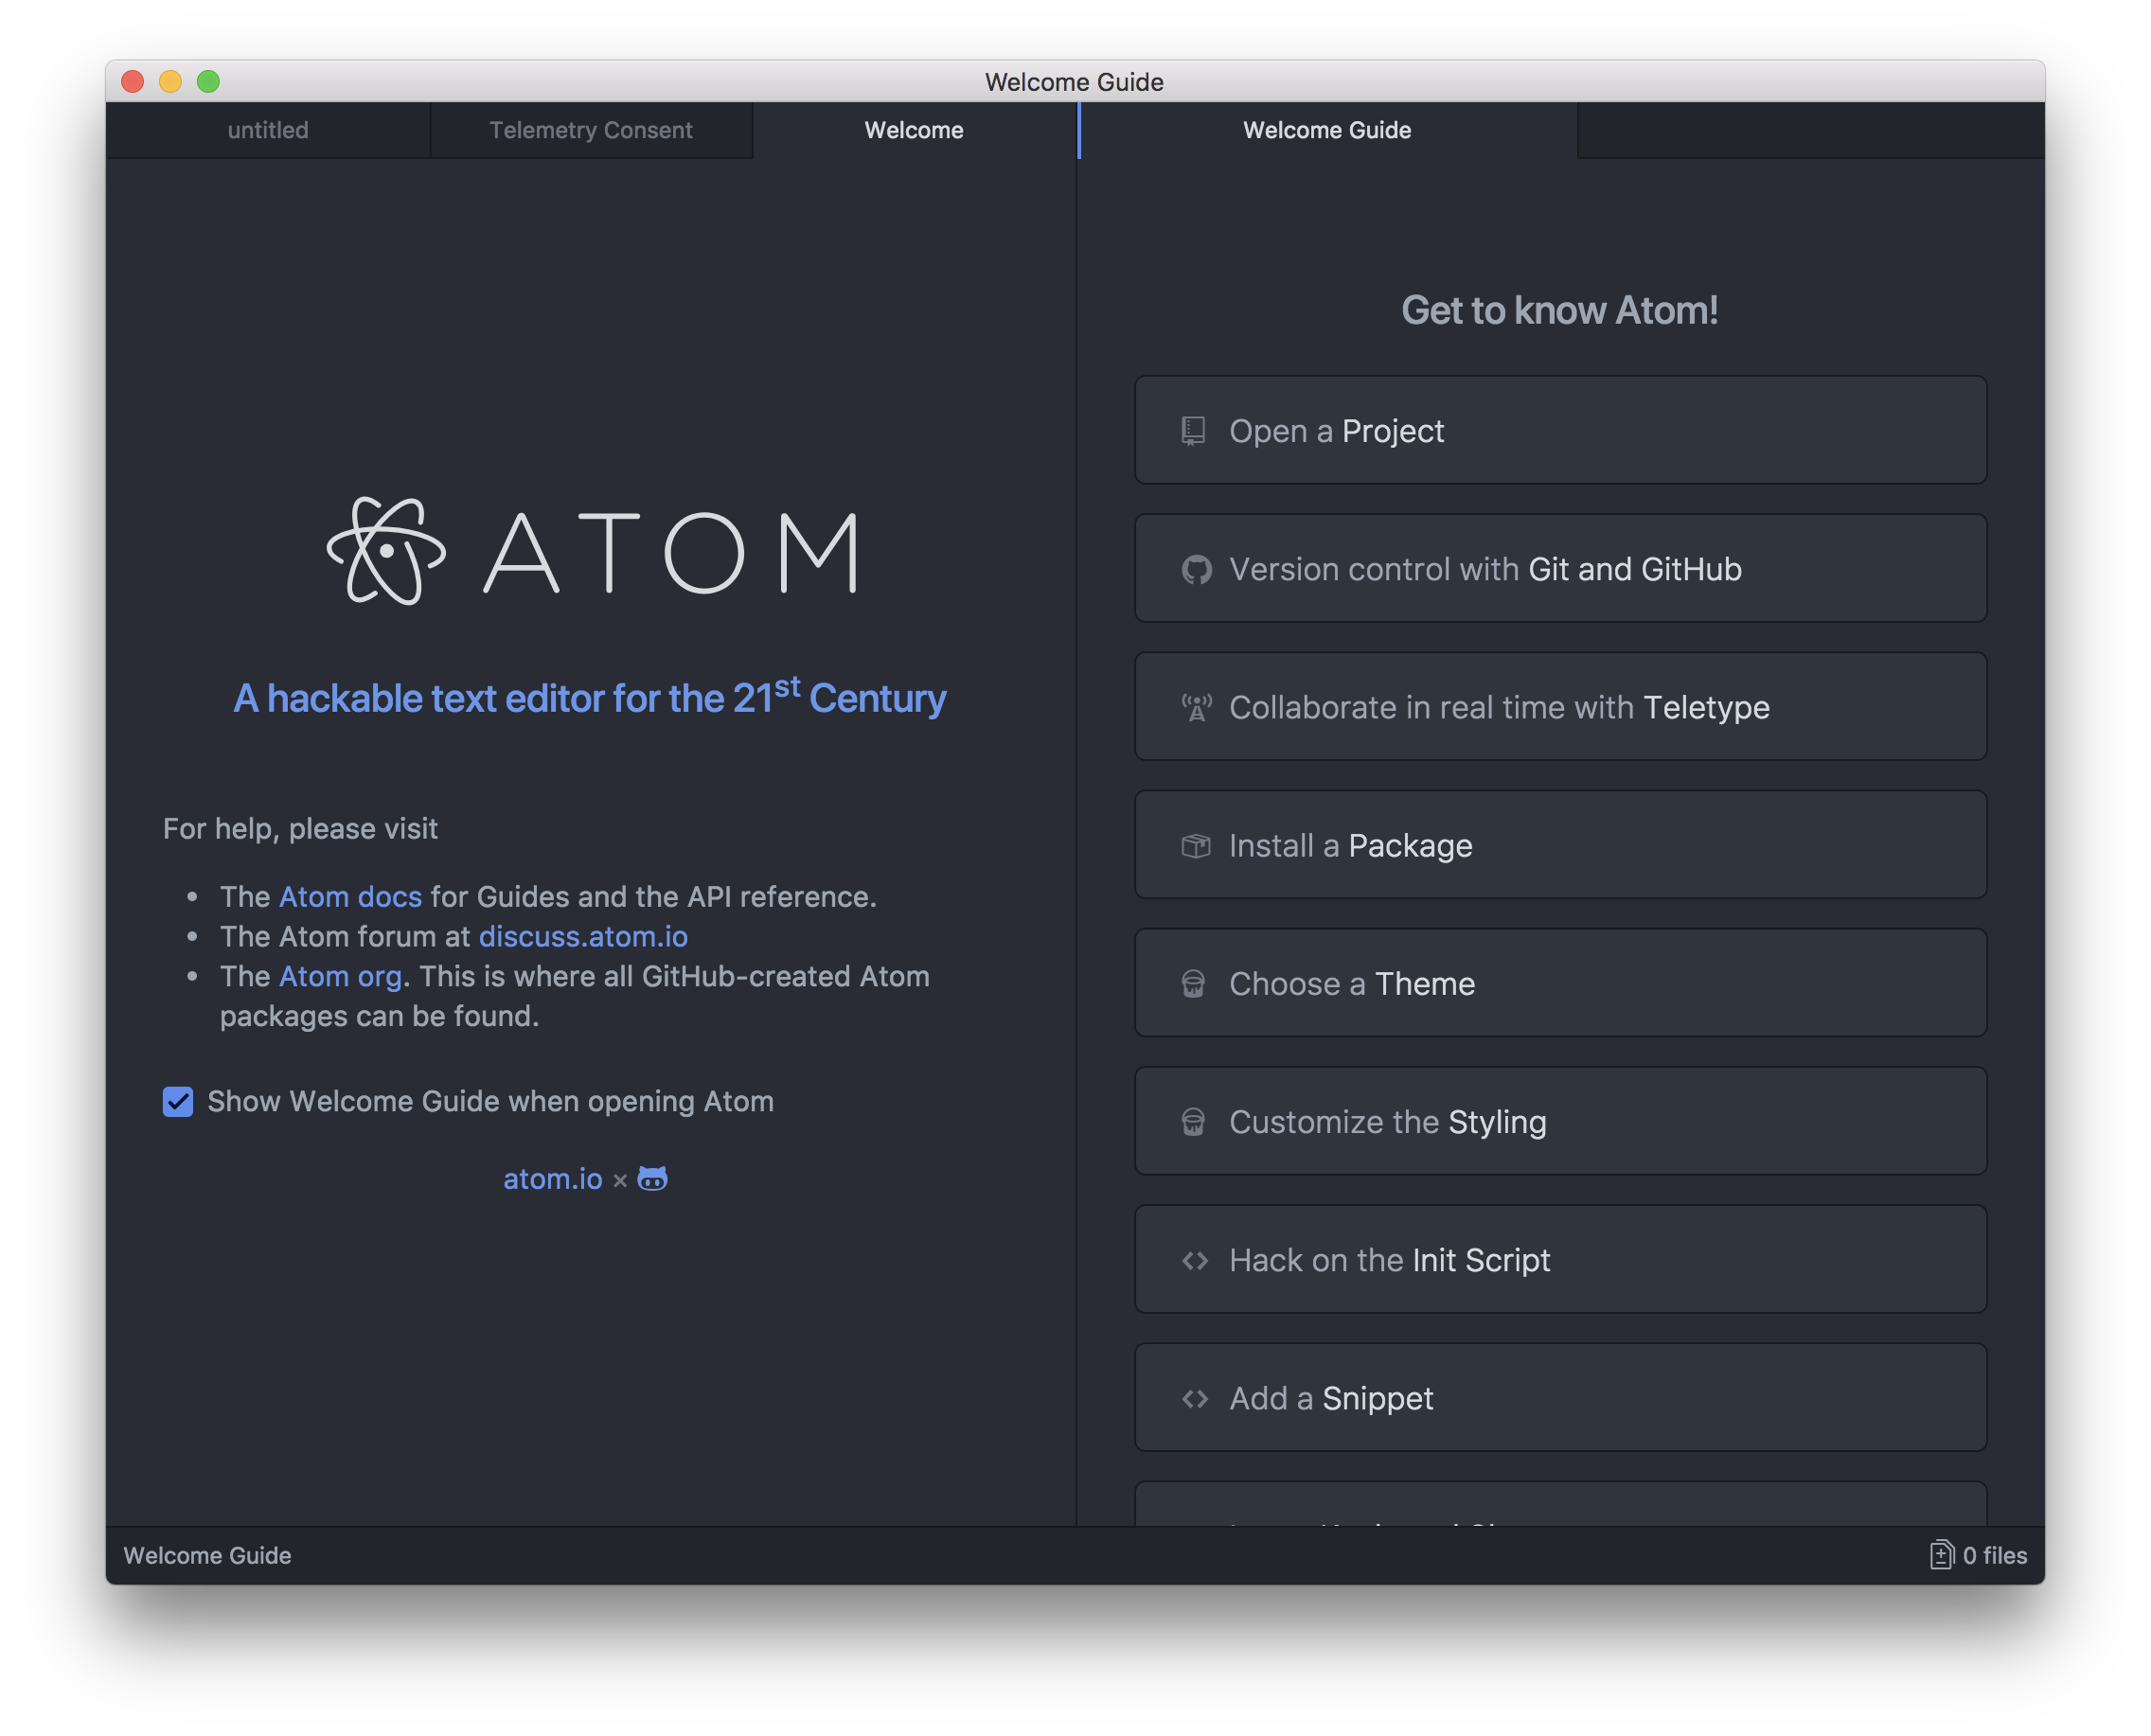 Welcome Guide
untitled
Telemetry Consent
Welcome
Welcome Guide
ATOM
A hackable text editor for the 21st Century
For help, please visit
• The Atom docs for Guides and the API reference.
• The Atom forum at discuss.atom.io
• The Atom org. This is where all GitHub-created Atom
packages can be found.
Show Welcome Guide when opening Atom
atom.io ×
Get to know Atom!
Open a Project
Version control with Git and GitHub
Collaborate in real time with Teletype
Install a Package
Choose a Theme
Customize the Styling
Hack on the Init Script
Add a Snippet
Welcome Guide
0 files